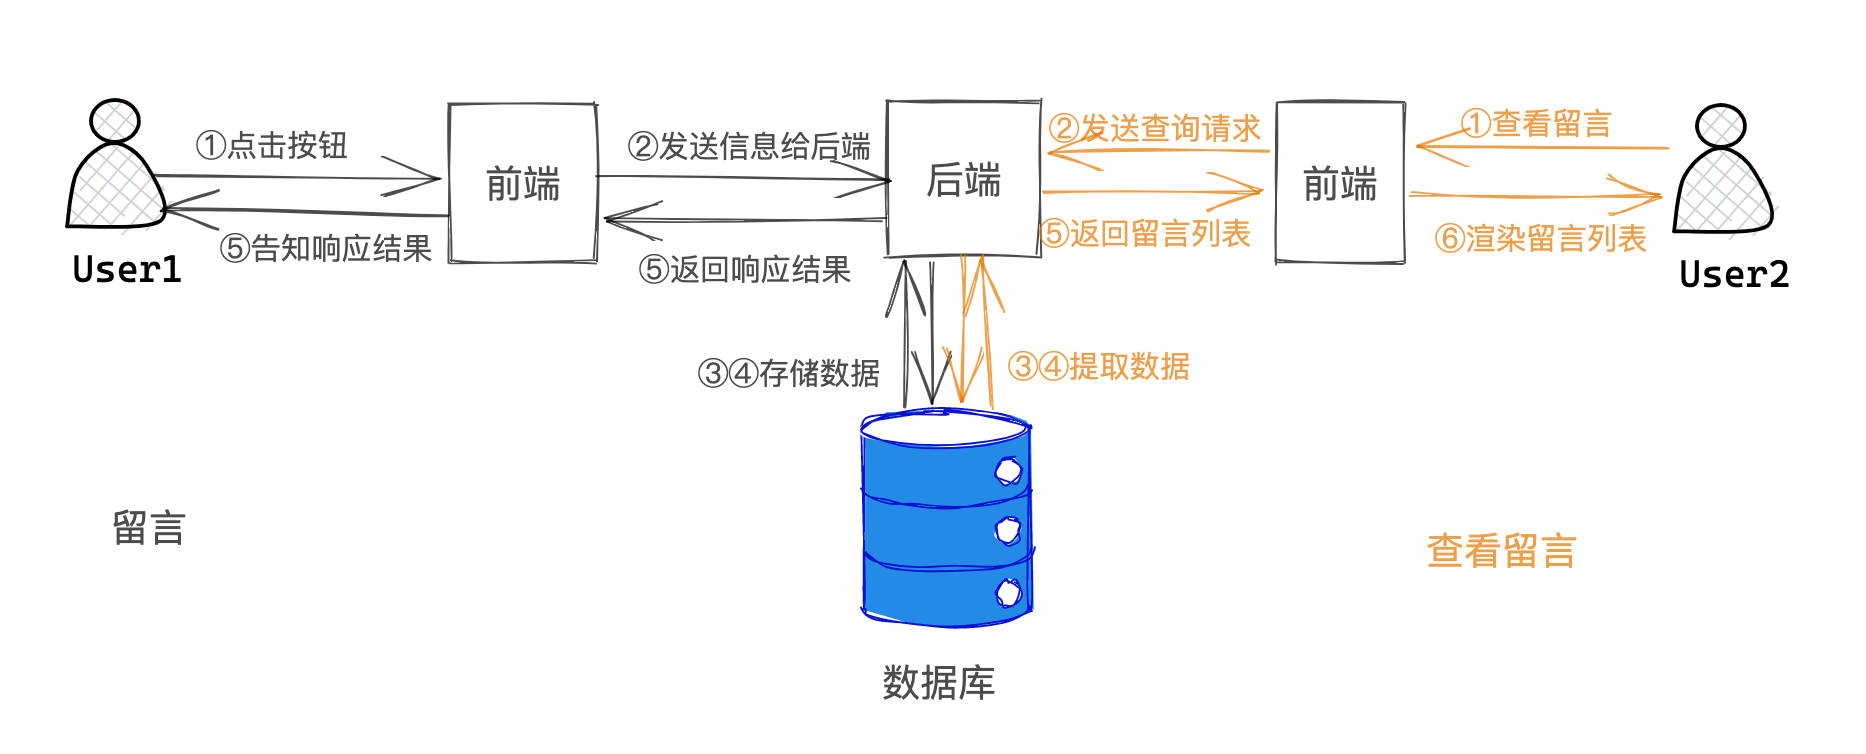 ①点击按钮
前端
②发送信息给后端
后端
②发送查询请求
前端
①查看留言
⑤告知响应结果
⑤返回响应结果
⑤返回留言列表
⑥渲染留言列表
User1
User2
③④存储数据
③④提取数据
留言
查看留言
数据库